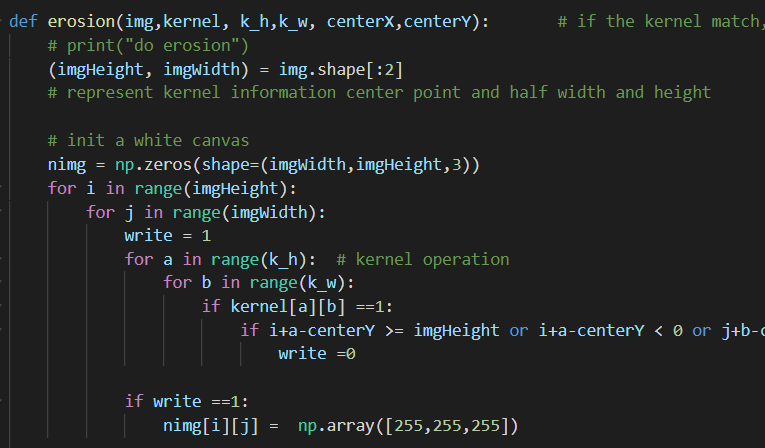 def erosion(img,kernel, k_h,k_w, centerX,centerY):       # if the kernel match,
    # print("do erosion")
    (imgHeight, imgWidth) = img.shape[:2]
    # represent kernel information center point and half width and height
    # init a white canvas
    nimg = np.zeros(shape=(imgWidth,imgHeight,3))
    for i in range(imgHeight):
        for j in range(imgWidth):
            write = 1
            for a in range(k_h):  # kernel operation
                for b in range(k_w):
                    if kernel[a][b] ==1:
                        if i+a-centerY >= imgHeight or i+a-centerY < 0 or j+b-
                            write =0
            if write ==1:
                nimg[i][j] =  np.array([255,255,255])